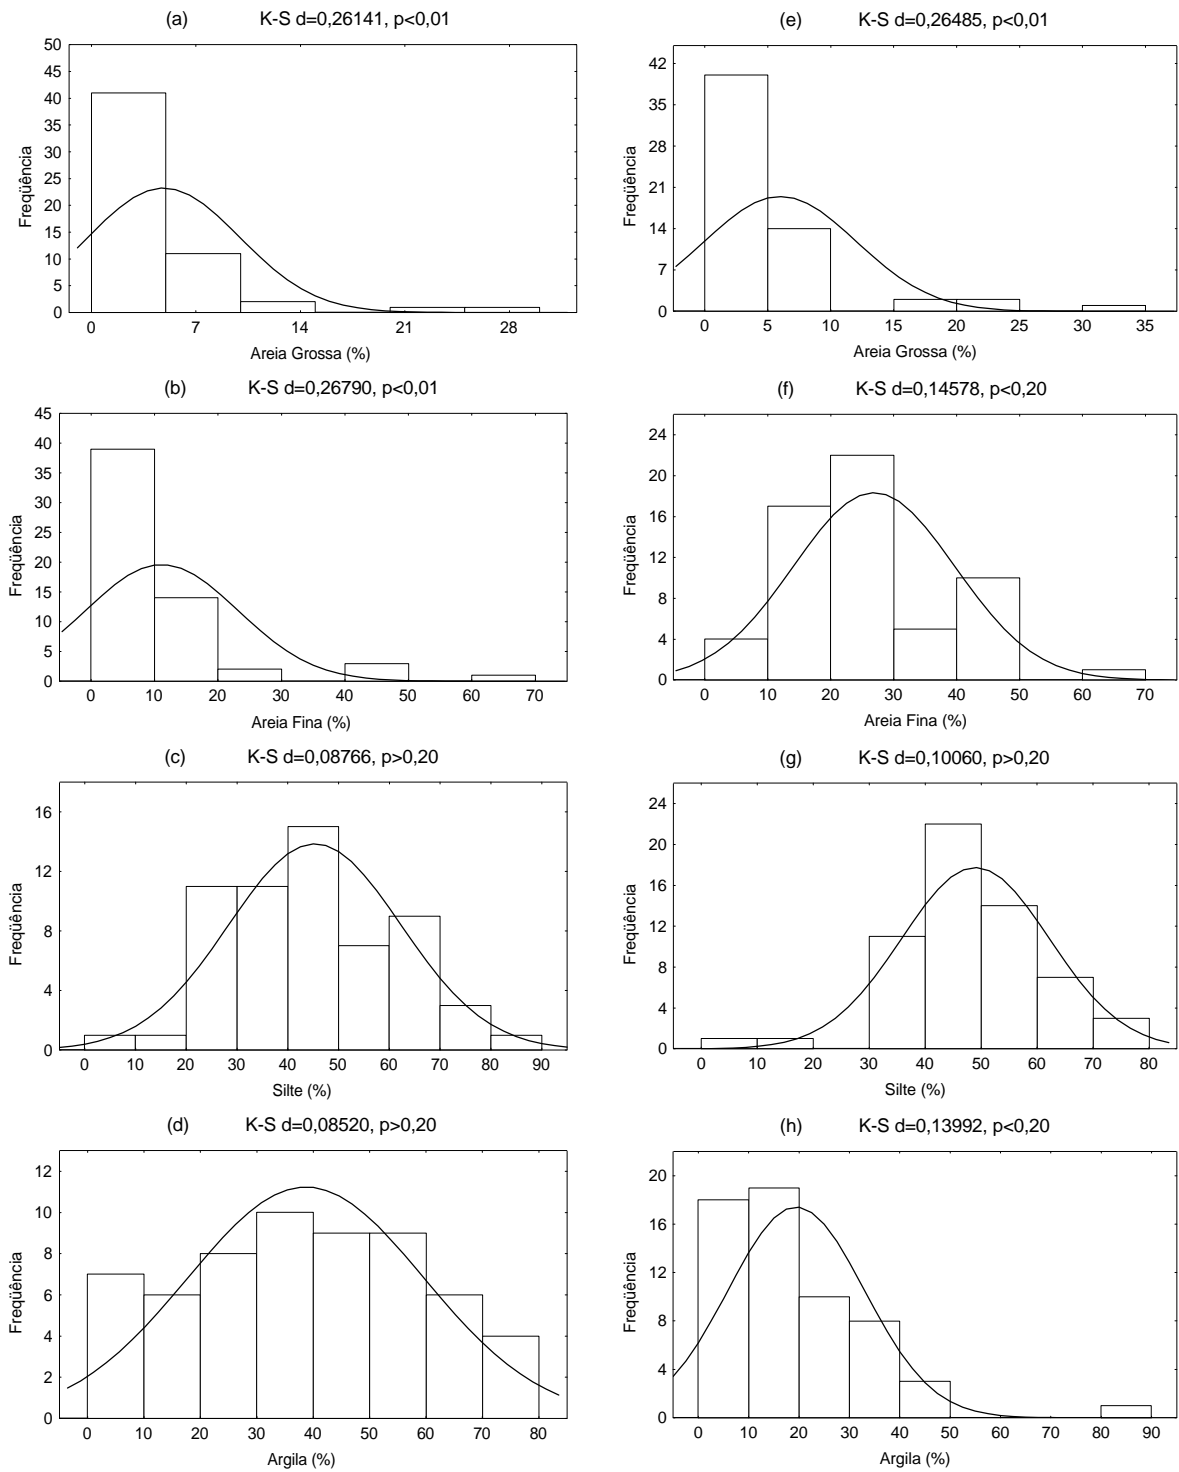 (a) K-S d=0,26141, p<0,01
50
45
40
35
30
25
20
15
10
5
0
Freqüência
0 7 14 21 28
Areia Grossa (%)
(e) K-S d=0,26485, p<0,01
42
35
28
21
14
7
0
Freqüência
0 5 10 15 20 25 30 35
Areia Grossa (%)
(b) K-S d=0,26790, p<0,01
45
40
35
30
25
20
15
10
5
0
Freqüência
0 10 20 30 40 50 60 70
Areia Fina (%)
(f) K-S d=0,14578, p<0,20
24
20
16
12
8
4
0
Freqüência
0 10 20 30 40 50 60 70
Areia Fina (%)
(c) K-S d=0,08766, p>0,20
16
12
8
4
0
Freqüência
0 10 20 30 40 50 60 70 80 90
Silte (%)
(g) K-S d=0,10060, p>0,20
24
20
16
12
8
4
0
Freqüência
0 10 20 30 40 50 60 70 80
Silte (%)
(d) K-S d=0,08520, p>0,20
12
10
8
6
4
2
0
Freqüência
0 10 20 30 40 50 60 70 80
Argila (%)
(h) K-S d=0,13992, p<0,20
20
16
12
8
4
0
Freqüência
0 10 20 30 40 50 60 70 80 90
Argila (%)